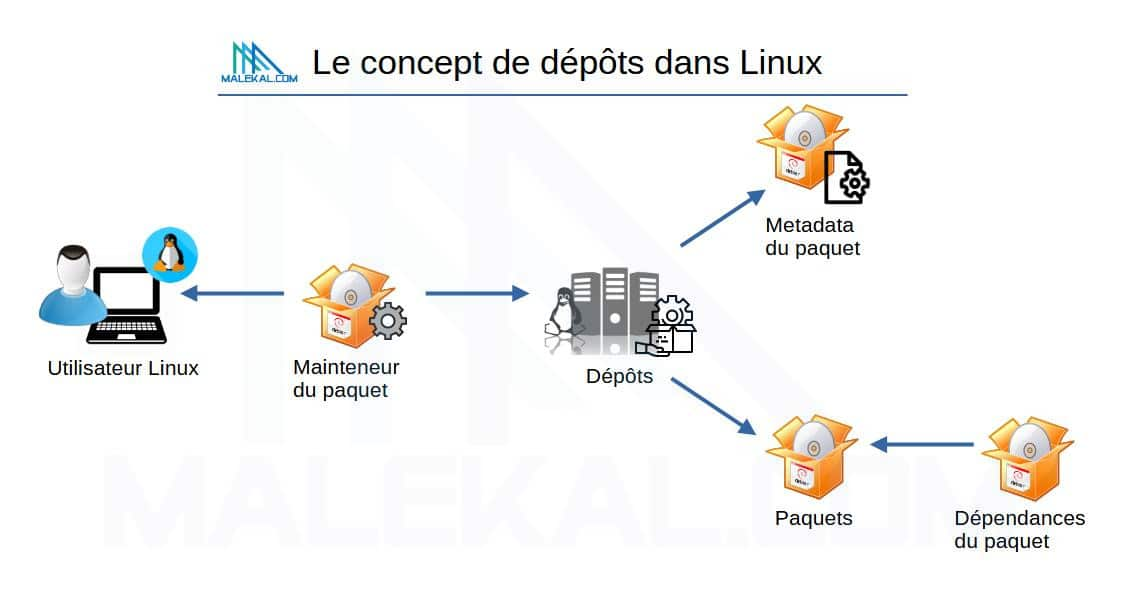 MALEKAL.COM
Le concept de dépôts dans Linux
Metadata
du paquet
Utilisateur Linux
Mainteneur
du paquet
Dépôts
Paquets
Dépendances
du paquet
MALEKAL.COM